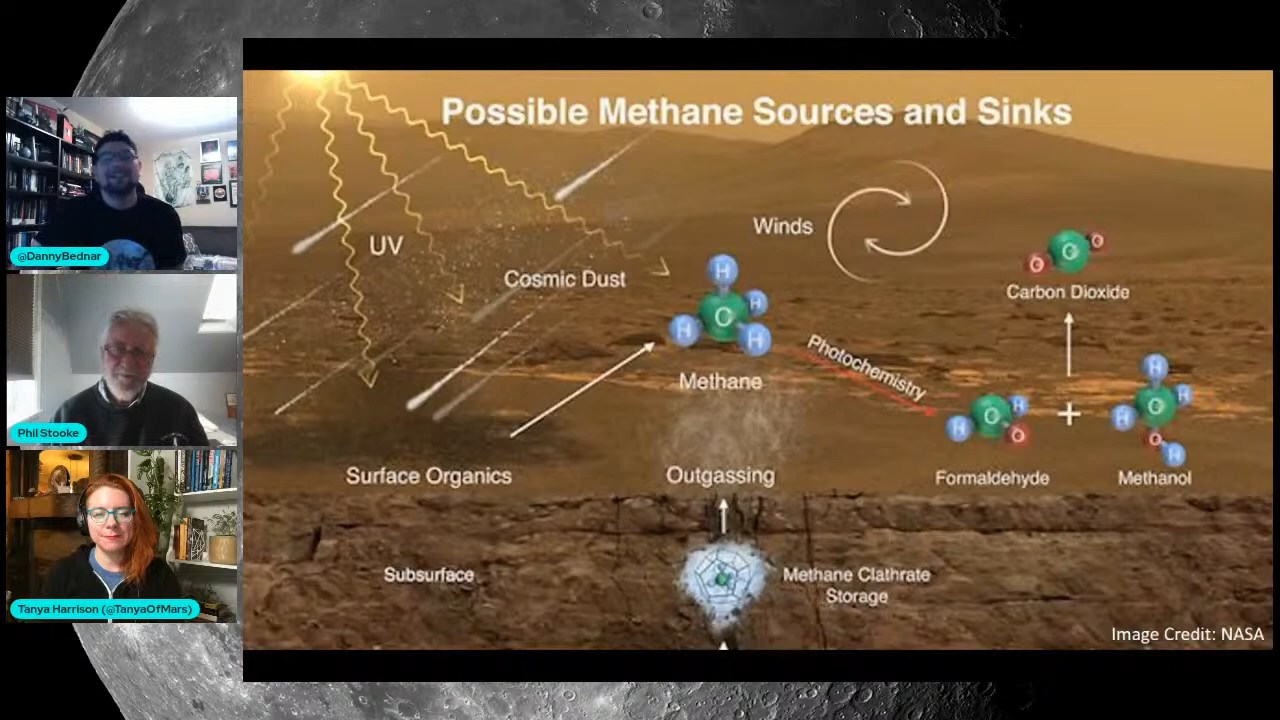 Possible Methane Sources and Sinks
UV
Cosmic Dust
Winds
H
H
C
H
H
Methane
Photochemistry
O
C
O
Carbon Dioxide
H
C
H
O
Formaldehyde
+
H
H
C
H
O
H
Methanol
Surface Organics
Outgassing
Subsurface
Methane Clathrate
Storage
Image Credit: NASA
@DannyBednar
Phil Stooke
Tanya Harrison (@TanyaOfMars)